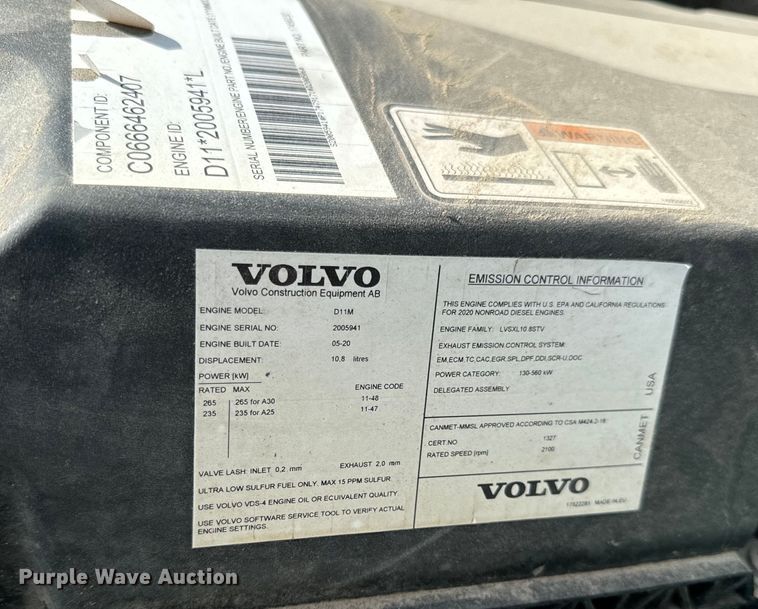 COMPONENT ID:
C0666462407
ENGINE ID:
D11*2005941*L
WARNING
VOLVO
Volvo Construction Equipment AB
ENGINE MODEL: D11M
ENGINE SERIAL NO: 2005941
ENGINE BUILT DATE: 05-20
DISPLACEMENT: 10,8 litres
POWER [kW]
RATED MAX ENGINE CODE
265 265 for A30 11-48
235 235 for A25 11-47
VALVE LASH: INLET 0,2 mm EXHAUST 2,0 mm
ULTRA LOW SULFUR FUEL ONLY. MAX 15 PPM SULFUR.
USE VOLVO VDS-4 ENGINE OIL OR EQUIVALENT QUALITY
USE VOLVO SOFTWARE SERVICE TOOL TO VERIFY ACTUAL
ENGINE SETTINGS.
EMISSION CONTROL INFORMATION
THIS ENGINE COMPLIES WITH U.S. EPA AND CALIFORNIA REGULATIONS
FOR 2020 NONROAD DIESEL ENGINES.
ENGINE FAMILY: LVSXL10.8STV
EXHAUST EMISSION CONTROL SYSTEM:
EM,ECM,TC,CAC,EGR,SPL,DPF,DDI,SCR-U,DOC
POWER CATEGORY: 130-560 kW
DELEGATED ASSEMBLY
USA
CANMET-MMSL APPROVED ACCORDING TO CSA M424.2-16
CERT.NO 1327
RATED SPEED [rpm] 2100
CANMET
VOLVO
MADE IN EU
Purple Wave Auction